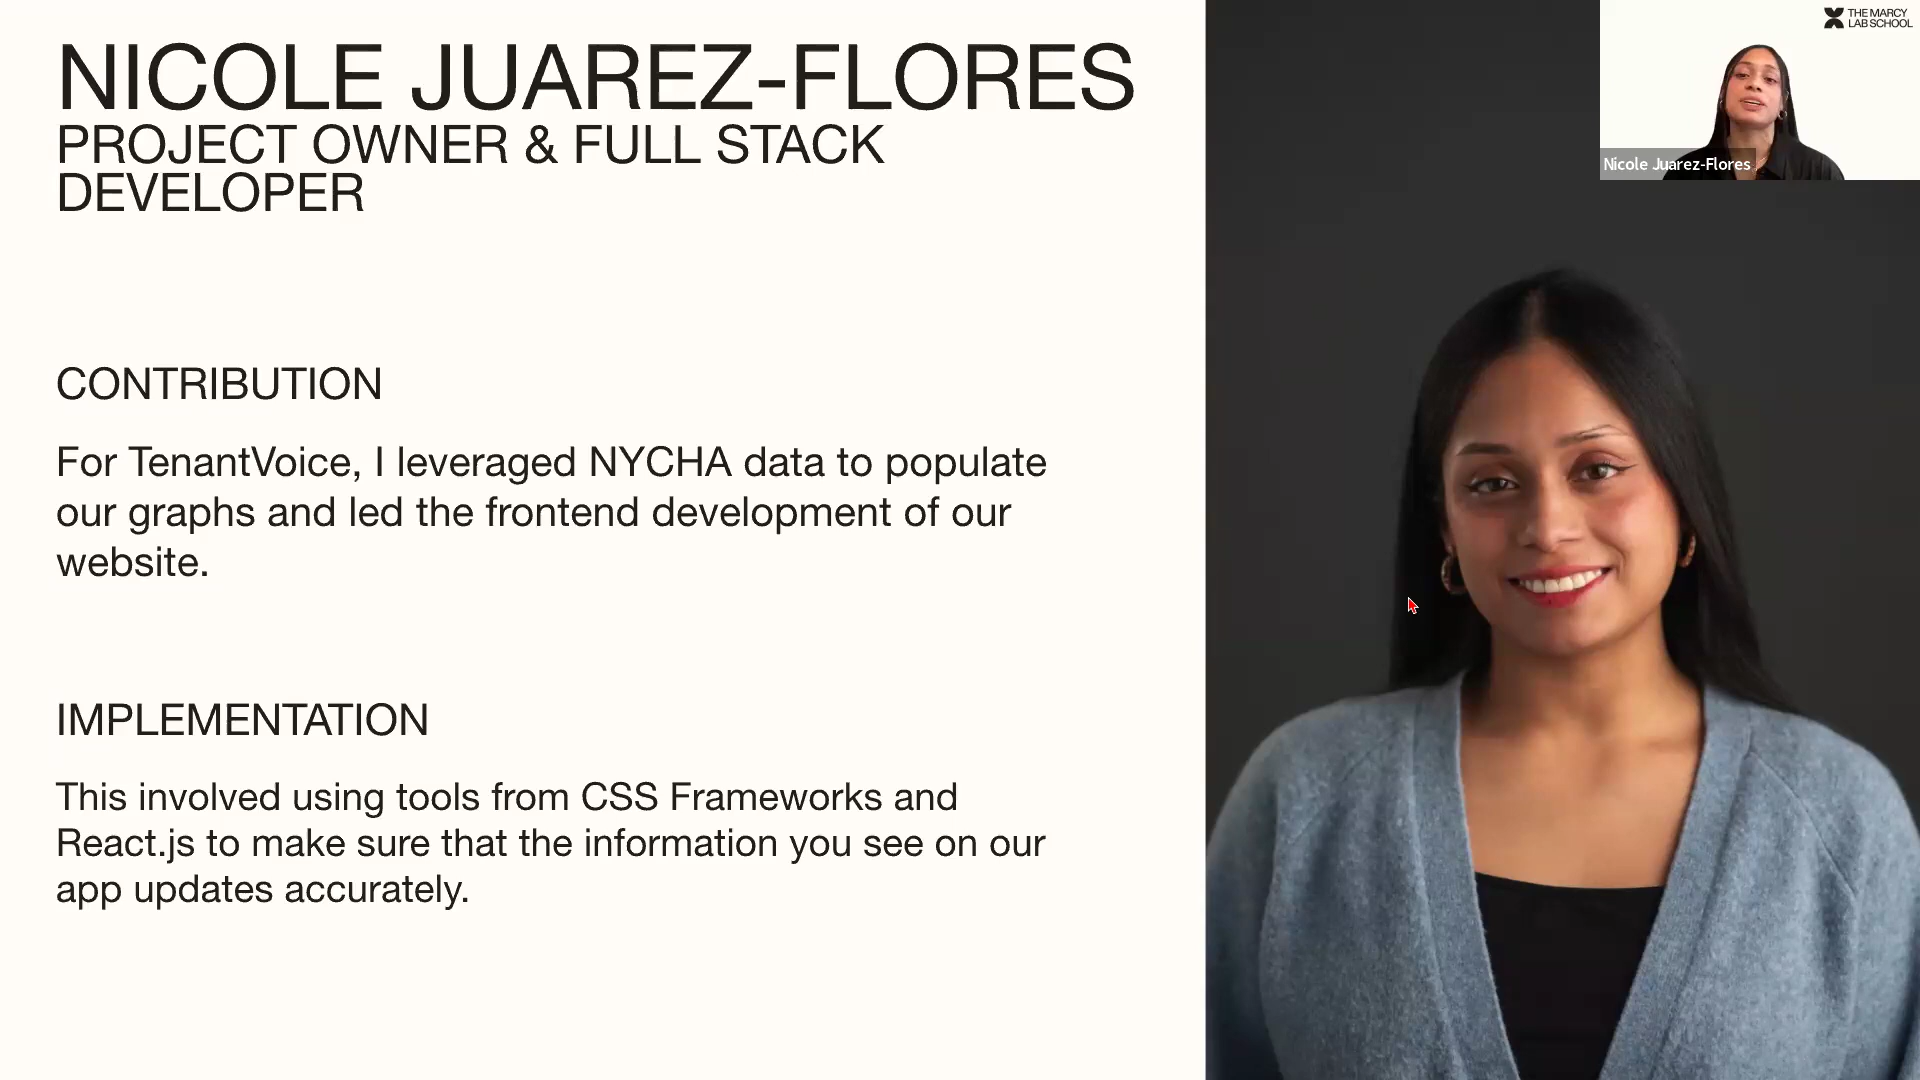 NICOLE JUAREZ-FLORES
PROJECT OWNER & FULL STACK
DEVELOPER
CONTRIBUTION
For TenantVoice, I leveraged NYCHA data to populate
our graphs and led the frontend development of our
website.
IMPLEMENTATION
This involved using tools from CSS Frameworks and
React.js to make sure that the information you see on our
app updates accurately.
THE MARCY
LAB SCHOOL
Nicole Juarez-Flores